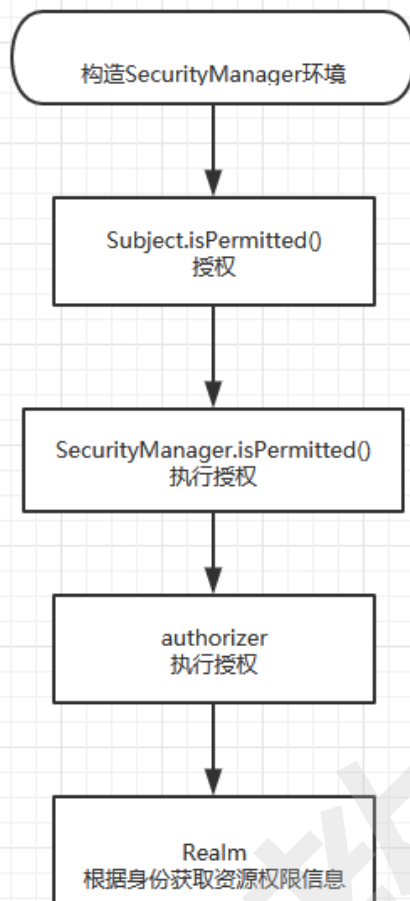 构造SecurityManager环境
Subject.isPermitted()
授权
SecurityManager.isPermitted()
执行授权
authorizer
执行授权
Realm
根据身份获取资源权限信息